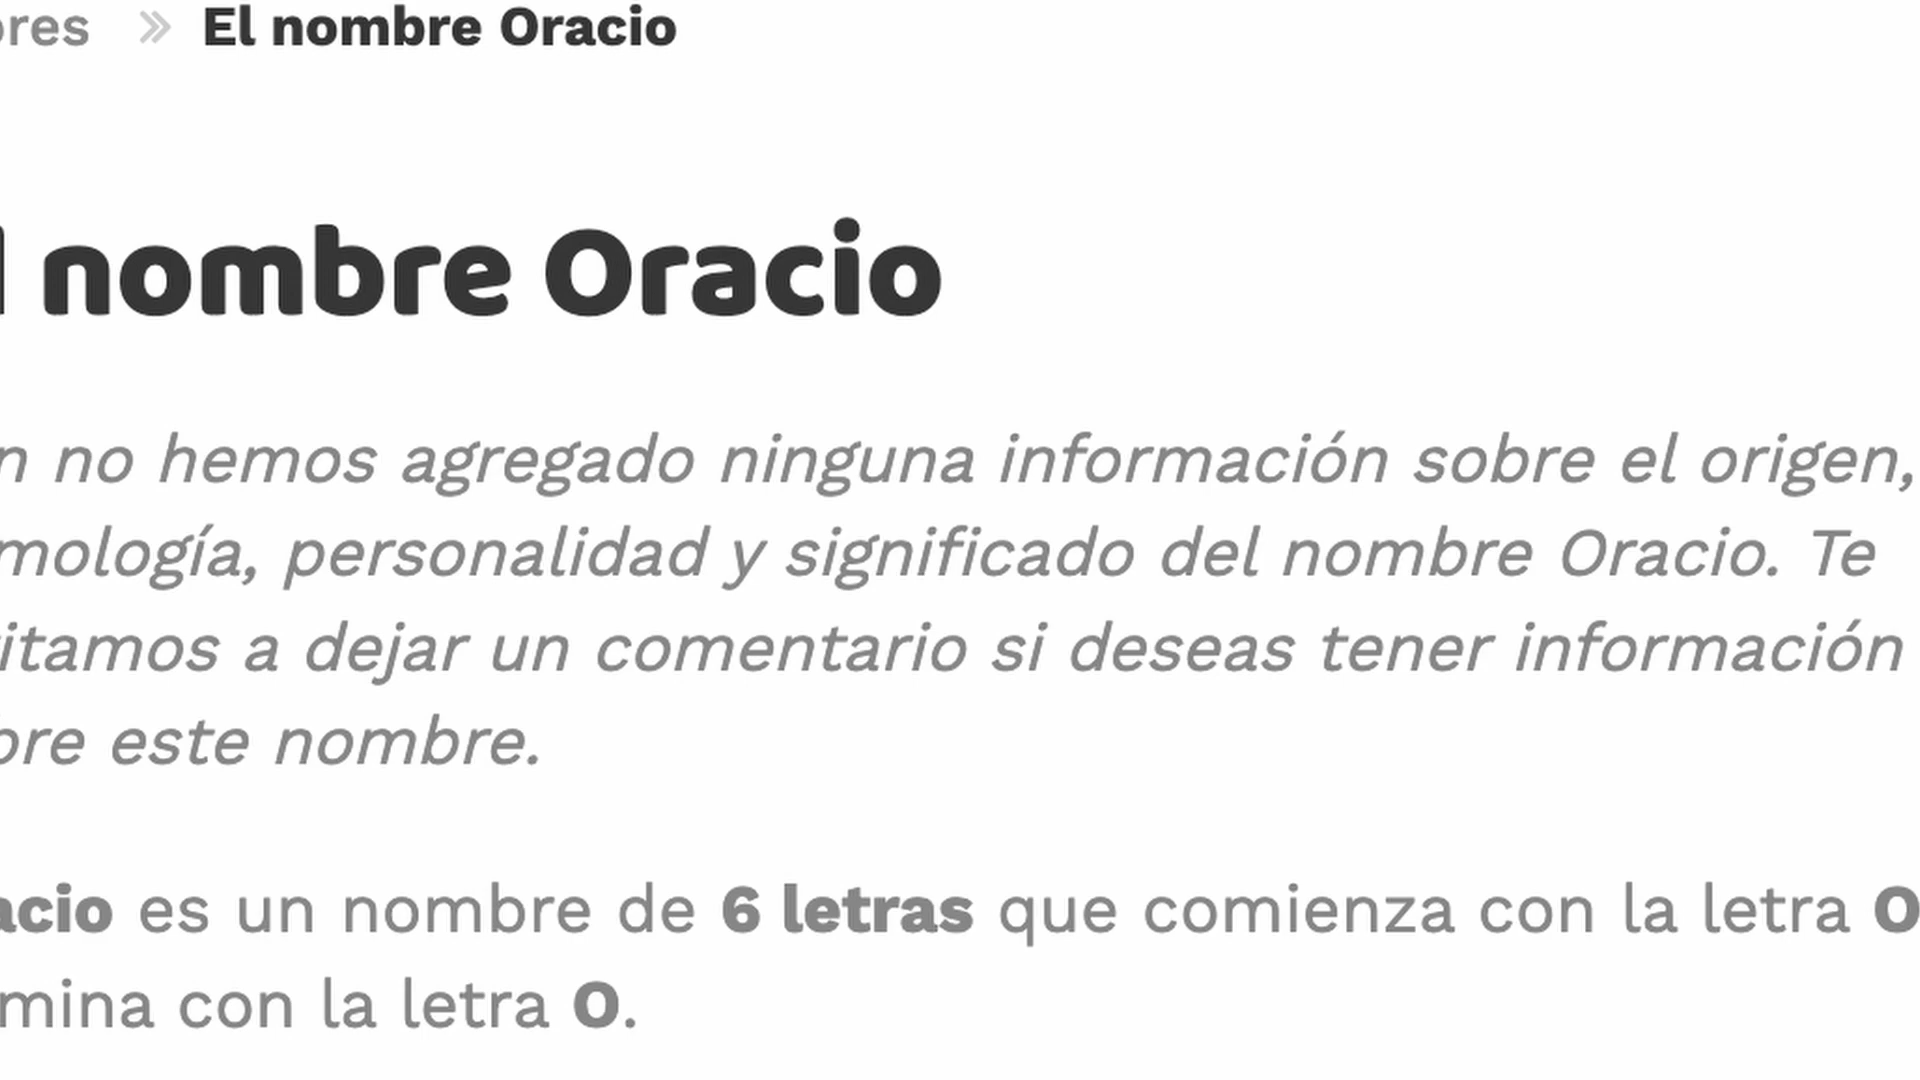 ores » El nombre Oracio
l nombre Oracio
n no hemos agregado ninguna información sobre el origen,
mología, personalidad y significado del nombre Oracio. Te
itamos a dejar un comentario si deseas tener información
bre este nombre.
acio es un nombre de 6 letras que comienza con la letra O
mina con la letra O.